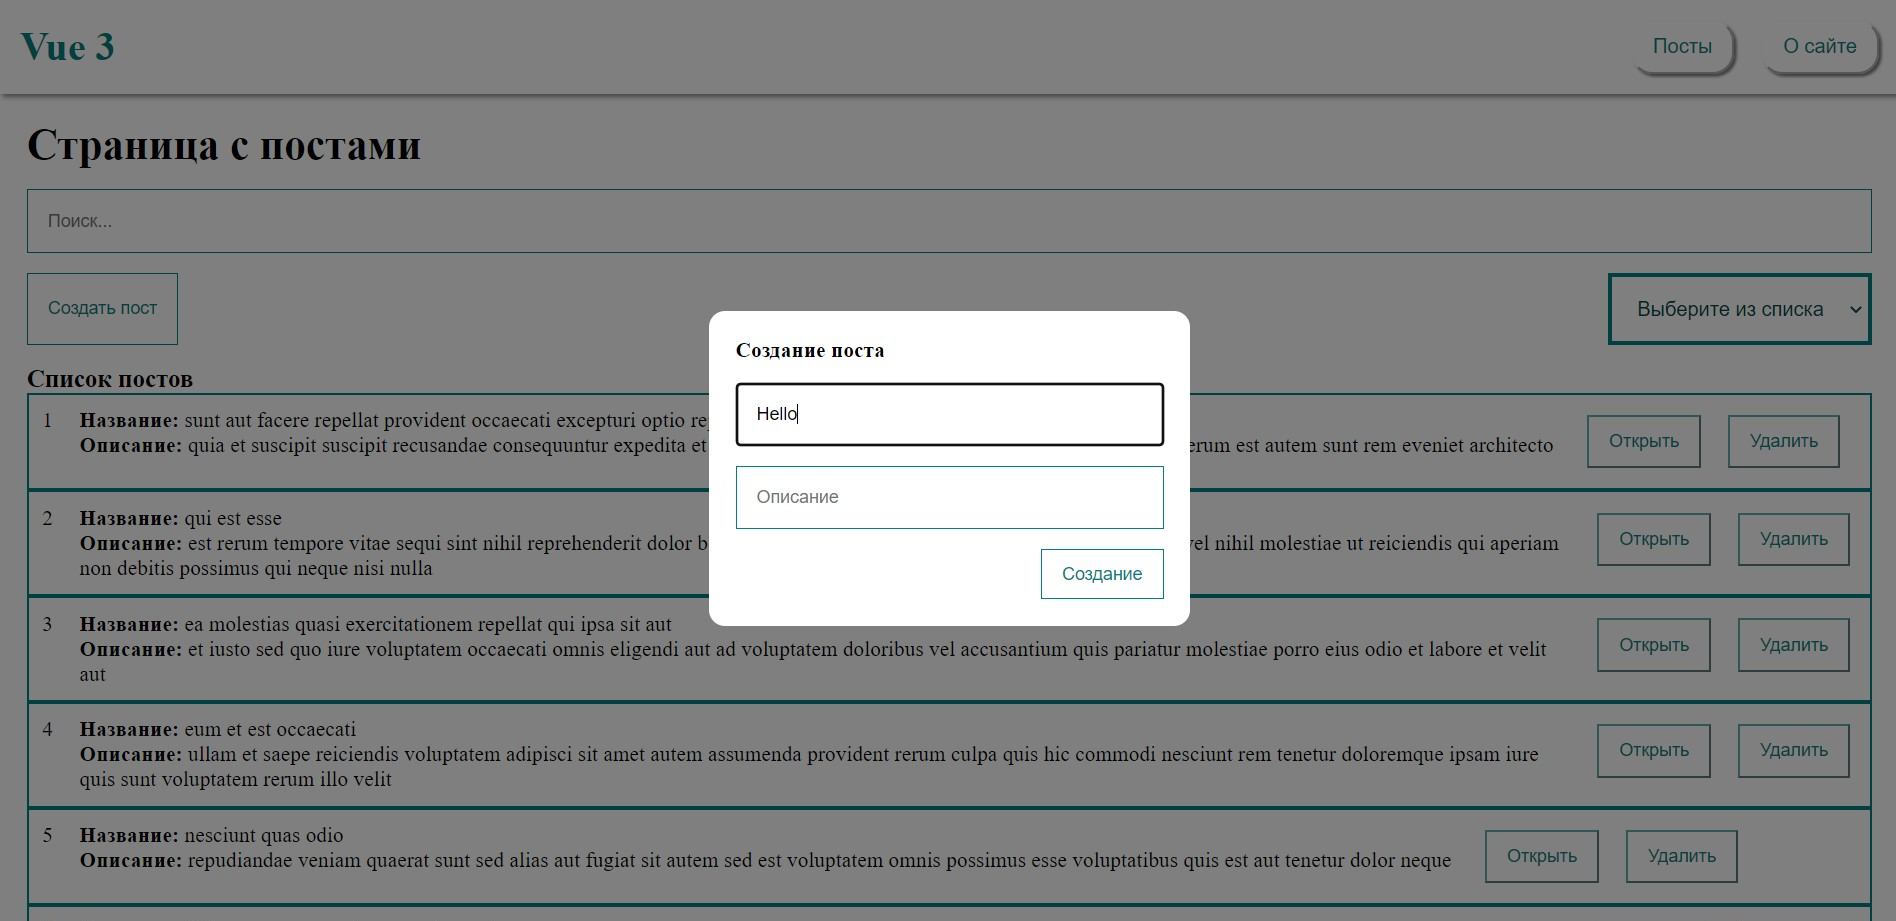 Vue 3
Посты
О сайте
Страница с постами
Поиск...
Создать пост
Выберите из списка
Список постов
1
Название: sunt aut facere repellat provident occaecati excepturi optio
Описание: quia et suscipit suscipit recusandae consequuntur expedita et
est autem sunt rem eveniet architecto
Открыть
Удалить
2
Название: qui est esse
Описание: est rerum tempore vitae sequi sint nihil reprehenderit dolor
nihil molestiae ut reiciendis qui aperiam
non debitis possimus qui neque nisi nulla
Открыть
Удалить
3
Название: ea molestias quasi exercitationem repellat qui ipsa sit aut
Описание: et iusto sed quo iure voluptatem occaecati omnis eligendi aut ad voluptatem doloribus vel accusantium quis pariatur molestiae porro eius odio et labore et velit
aut
Открыть
Удалить
4
Название: eum et est occaecati
Описание: ullam et saepe reiciendis voluptatem adipisci sit amet autem assumenda provident rerum culpa quis hic commodi nesciunt rem tenetur doloremque ipsam iure
quis sunt voluptatem rerum illo velit
Открыть
Удалить
5
Название: nesciunt quas odio
Описание: repudiandae veniam quaerat sunt sed alias aut fugiat sit autem sed est voluptatem omnis possimus esse voluptatibus quis est aut tenetur dolor neque
Открыть
Удалить
Создание поста
Hello
Описание
Создание